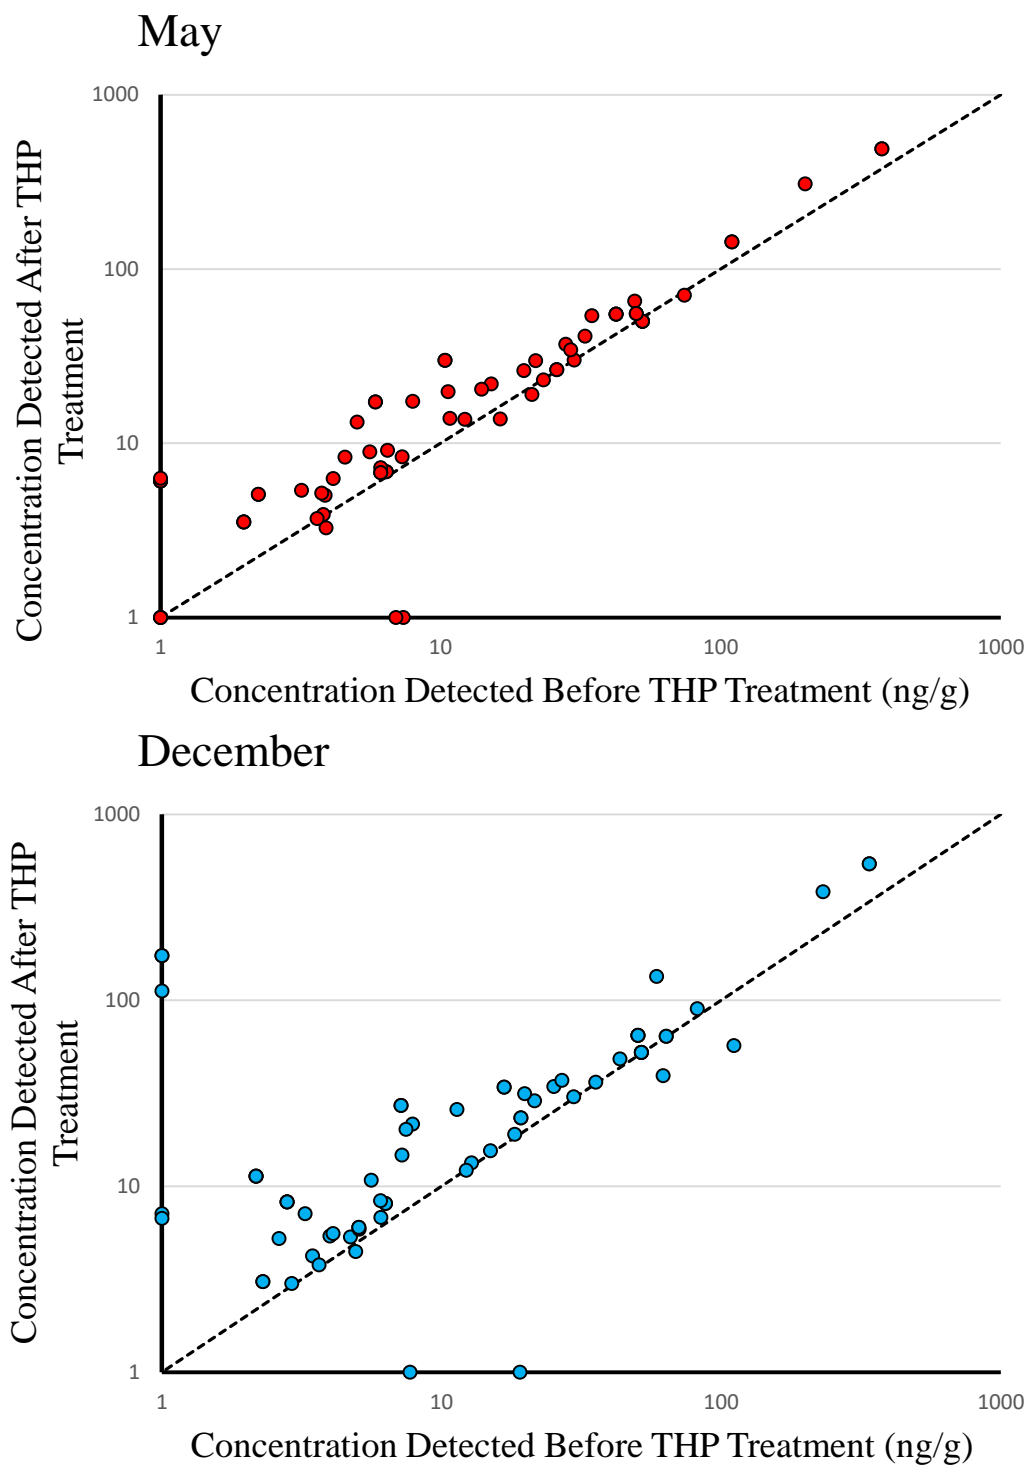 May
Concentration Detected After THP
Treatment
1000
100
10
1
1
10
100
1000
Concentration Detected Before THP Treatment (ng/g)
December
Concentration Detected After THP
Treatment
1000
100
10
1
1
10
100
1000
Concentration Detected Before THP Treatment (ng/g)